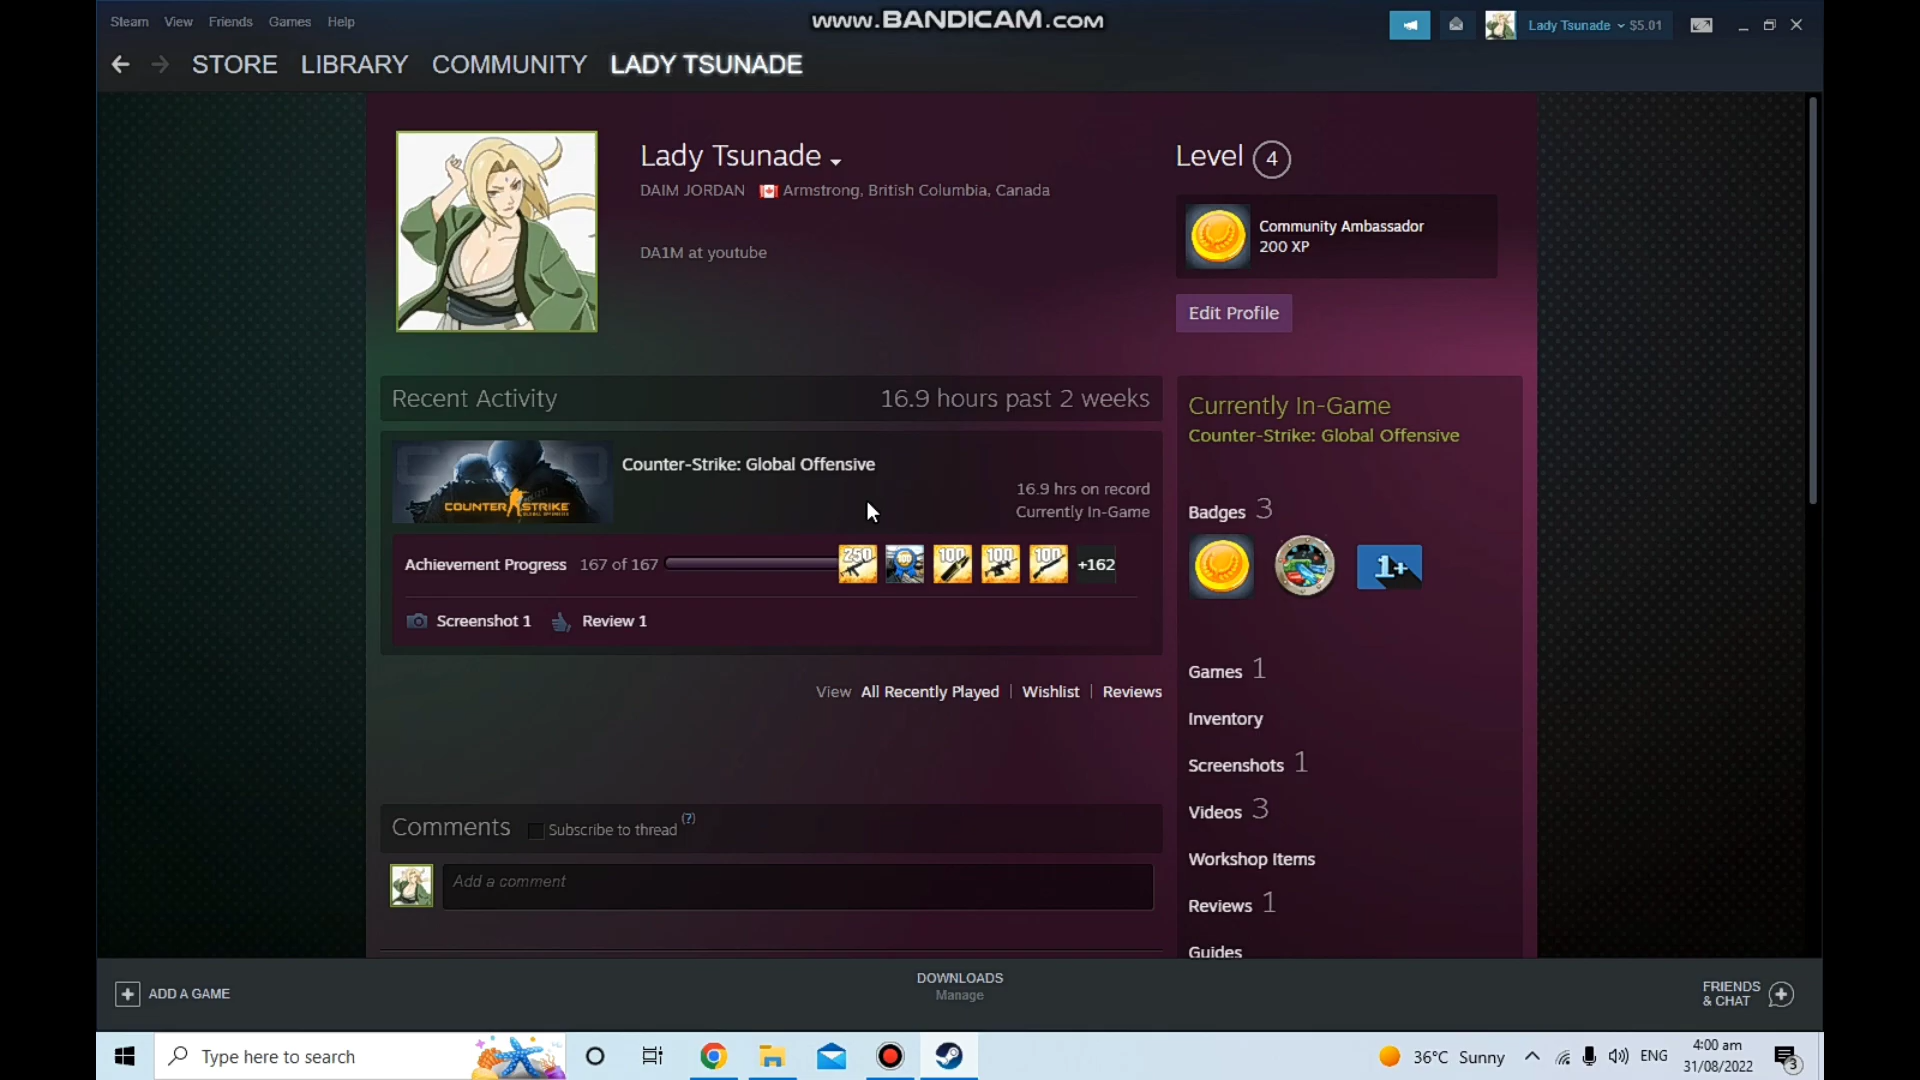 Steam View Friends Games Help
www.BANDICAM.com
Lady Tsunade $5.01
STORE LIBRARY COMMUNITY LADY TSUNADE
Lady Tsunade
DAIM JORDAN Armstrong, British Columbia, Canada
DA1M at youtube
Level 4
Community Ambassador
200 XP
Edit Profile
Recent Activity 16.9 hours past 2 weeks
COUNTER STRIKE
GLOBAL OFFENSIVE
Counter-Strike: Global Offensive
16.9 hrs on record
Currently In-Game
Achievement Progress 167 of 167 250 100 100 100 100 +162
Screenshot 1 Review 1
View All Recently Played | Wishlist | Reviews
Comments Subscribe to thread (?)
Add a comment
Currently In-Game
Counter-Strike: Global Offensive
Badges 3
1+
Games 1
Inventory
Screenshots 1
Videos 3
Workshop Items
Reviews 1
Guides
ADD A GAME
DOWNLOADS
Manage
FRIENDS
& CHAT
Type here to search
36°C Sunny
ENG
4:00 am
31/08/2022
3